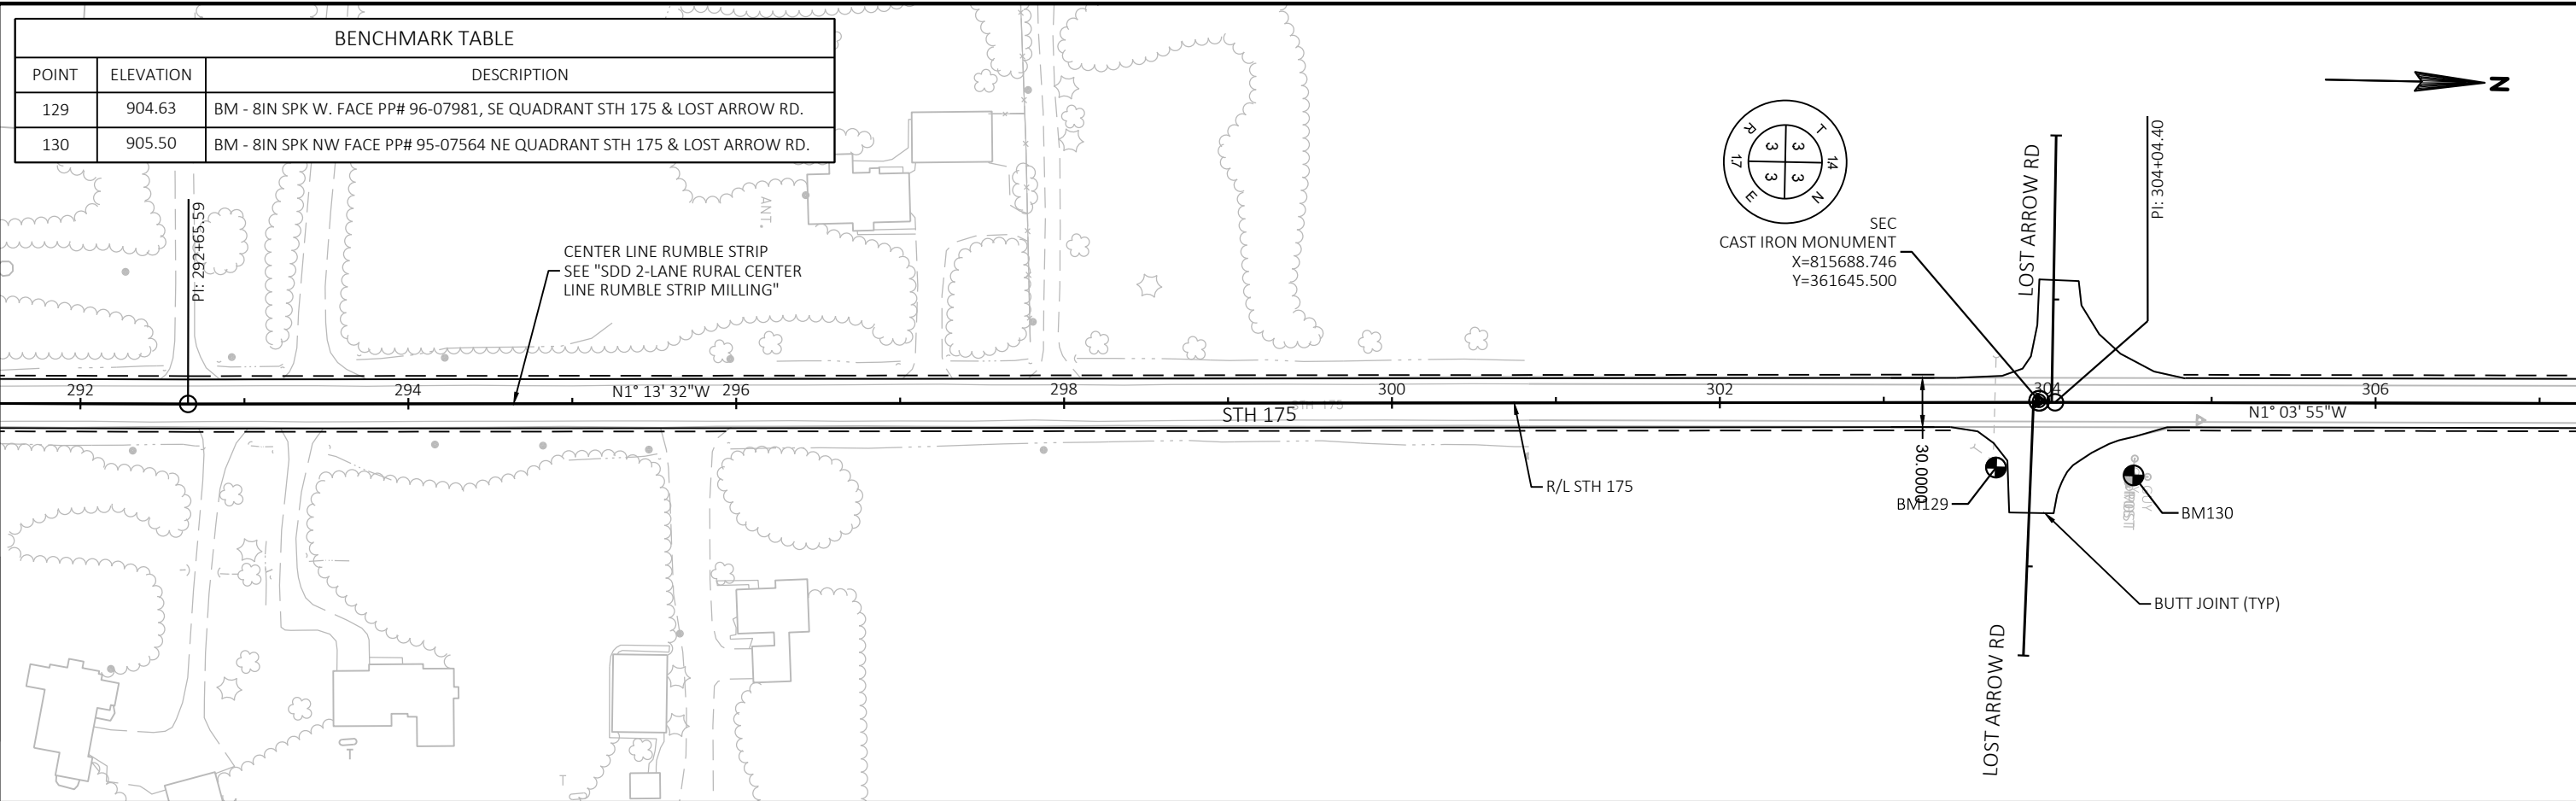 BENCHMARK TABLE
POINT ELEVATION DESCRIPTION
129 904.63 BM - 8IN SPK W. FACE PP# 96-07981, SE QUADRANT STH 175 & LOST ARROW RD.
130 905.50 BM - 8IN SPK NW FACE PP# 95-07564 NE QUADRANT STH 175 & LOST ARROW RD.
N
PI: 292+65.59
ANT.
CENTER LINE RUMBLE STRIP
SEE "SDD 2-LANE RURAL CENTER
LINE RUMBLE STRIP MILLING"
R 17 E
T 14 N
3 3
3 3
SEC
CAST IRON MONUMENT
X=815688.746
Y=361645.500
LOST ARROW RD
PI: 304+04.40
292 294 N1° 13' 32"W 296 298 300 302 304 306
STH 175
STH 175
N1° 03' 55"W
30.0000
R/L STH 175
BM129
BM130
GUY
BUTT JOINT (TYP)
LOST ARROW RD
T
T